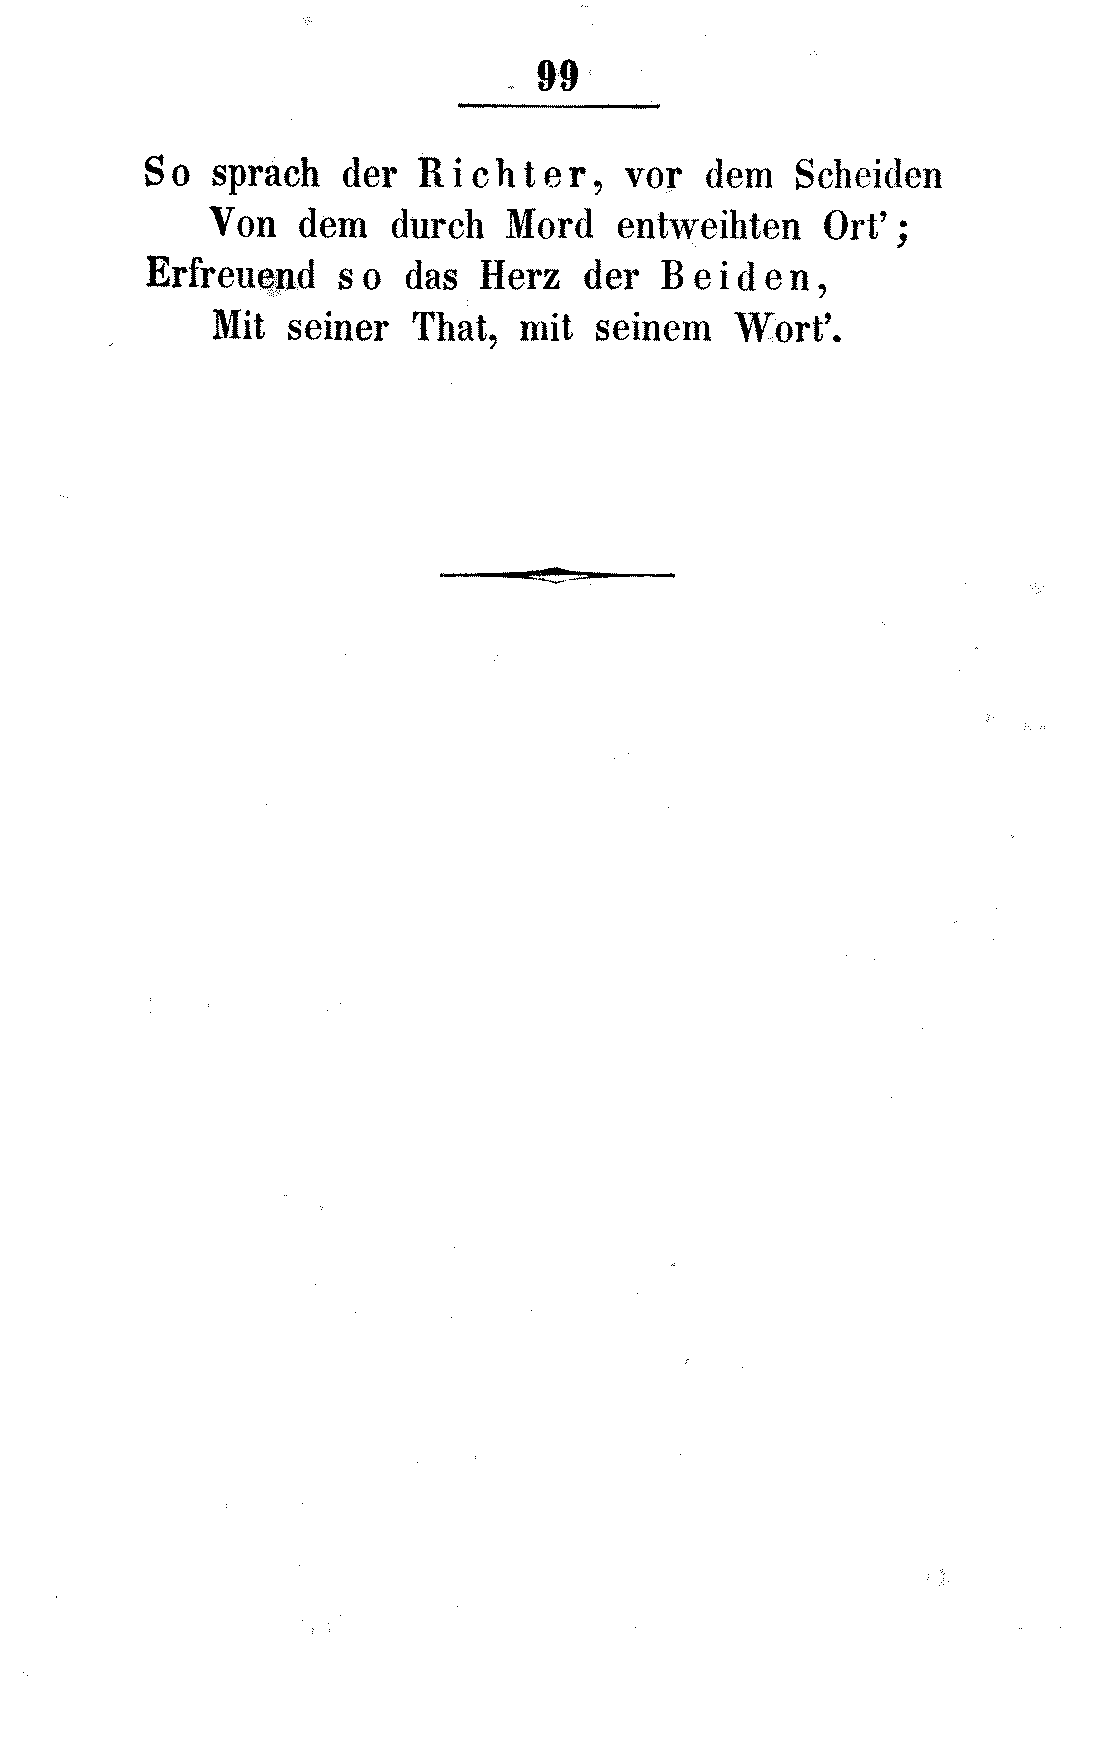 99
So sprach der Richter, vor dem Scheiden
Von dem durch Mord entweihten Ort';
Erfreuend so das Herz der Beiden,
Mit seiner That, mit seinem Wort'.